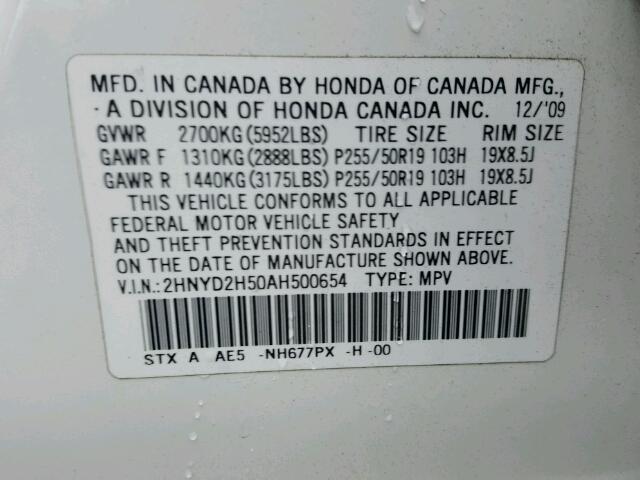 MFD. IN CANADA BY HONDA OF CANADA MFG.,
A DIVISION OF HONDA CANADA INC. 12/'09
GVWR 2700KG(5952LBS) TIRE SIZE RIM SIZE
GAWR F 1310KG(2888LBS) P255/50R19 103H 19X8.5J
GAWR R 1440KG(3175LBS) P255/50R19 103H 19X8.5J
THIS VEHICLE CONFORMS TO ALL APPLICABLE
FEDERAL MOTOR VEHICLE SAFETY
AND THEFT PREVENTION STANDARDS IN EFFECT
ON THE DATE OF MANUFACTURE SHOWN ABOVE.
V.I.N.:2HNYD2H50AH500654 TYPE: MPV
STX A AE5 -NH677PX -H -00